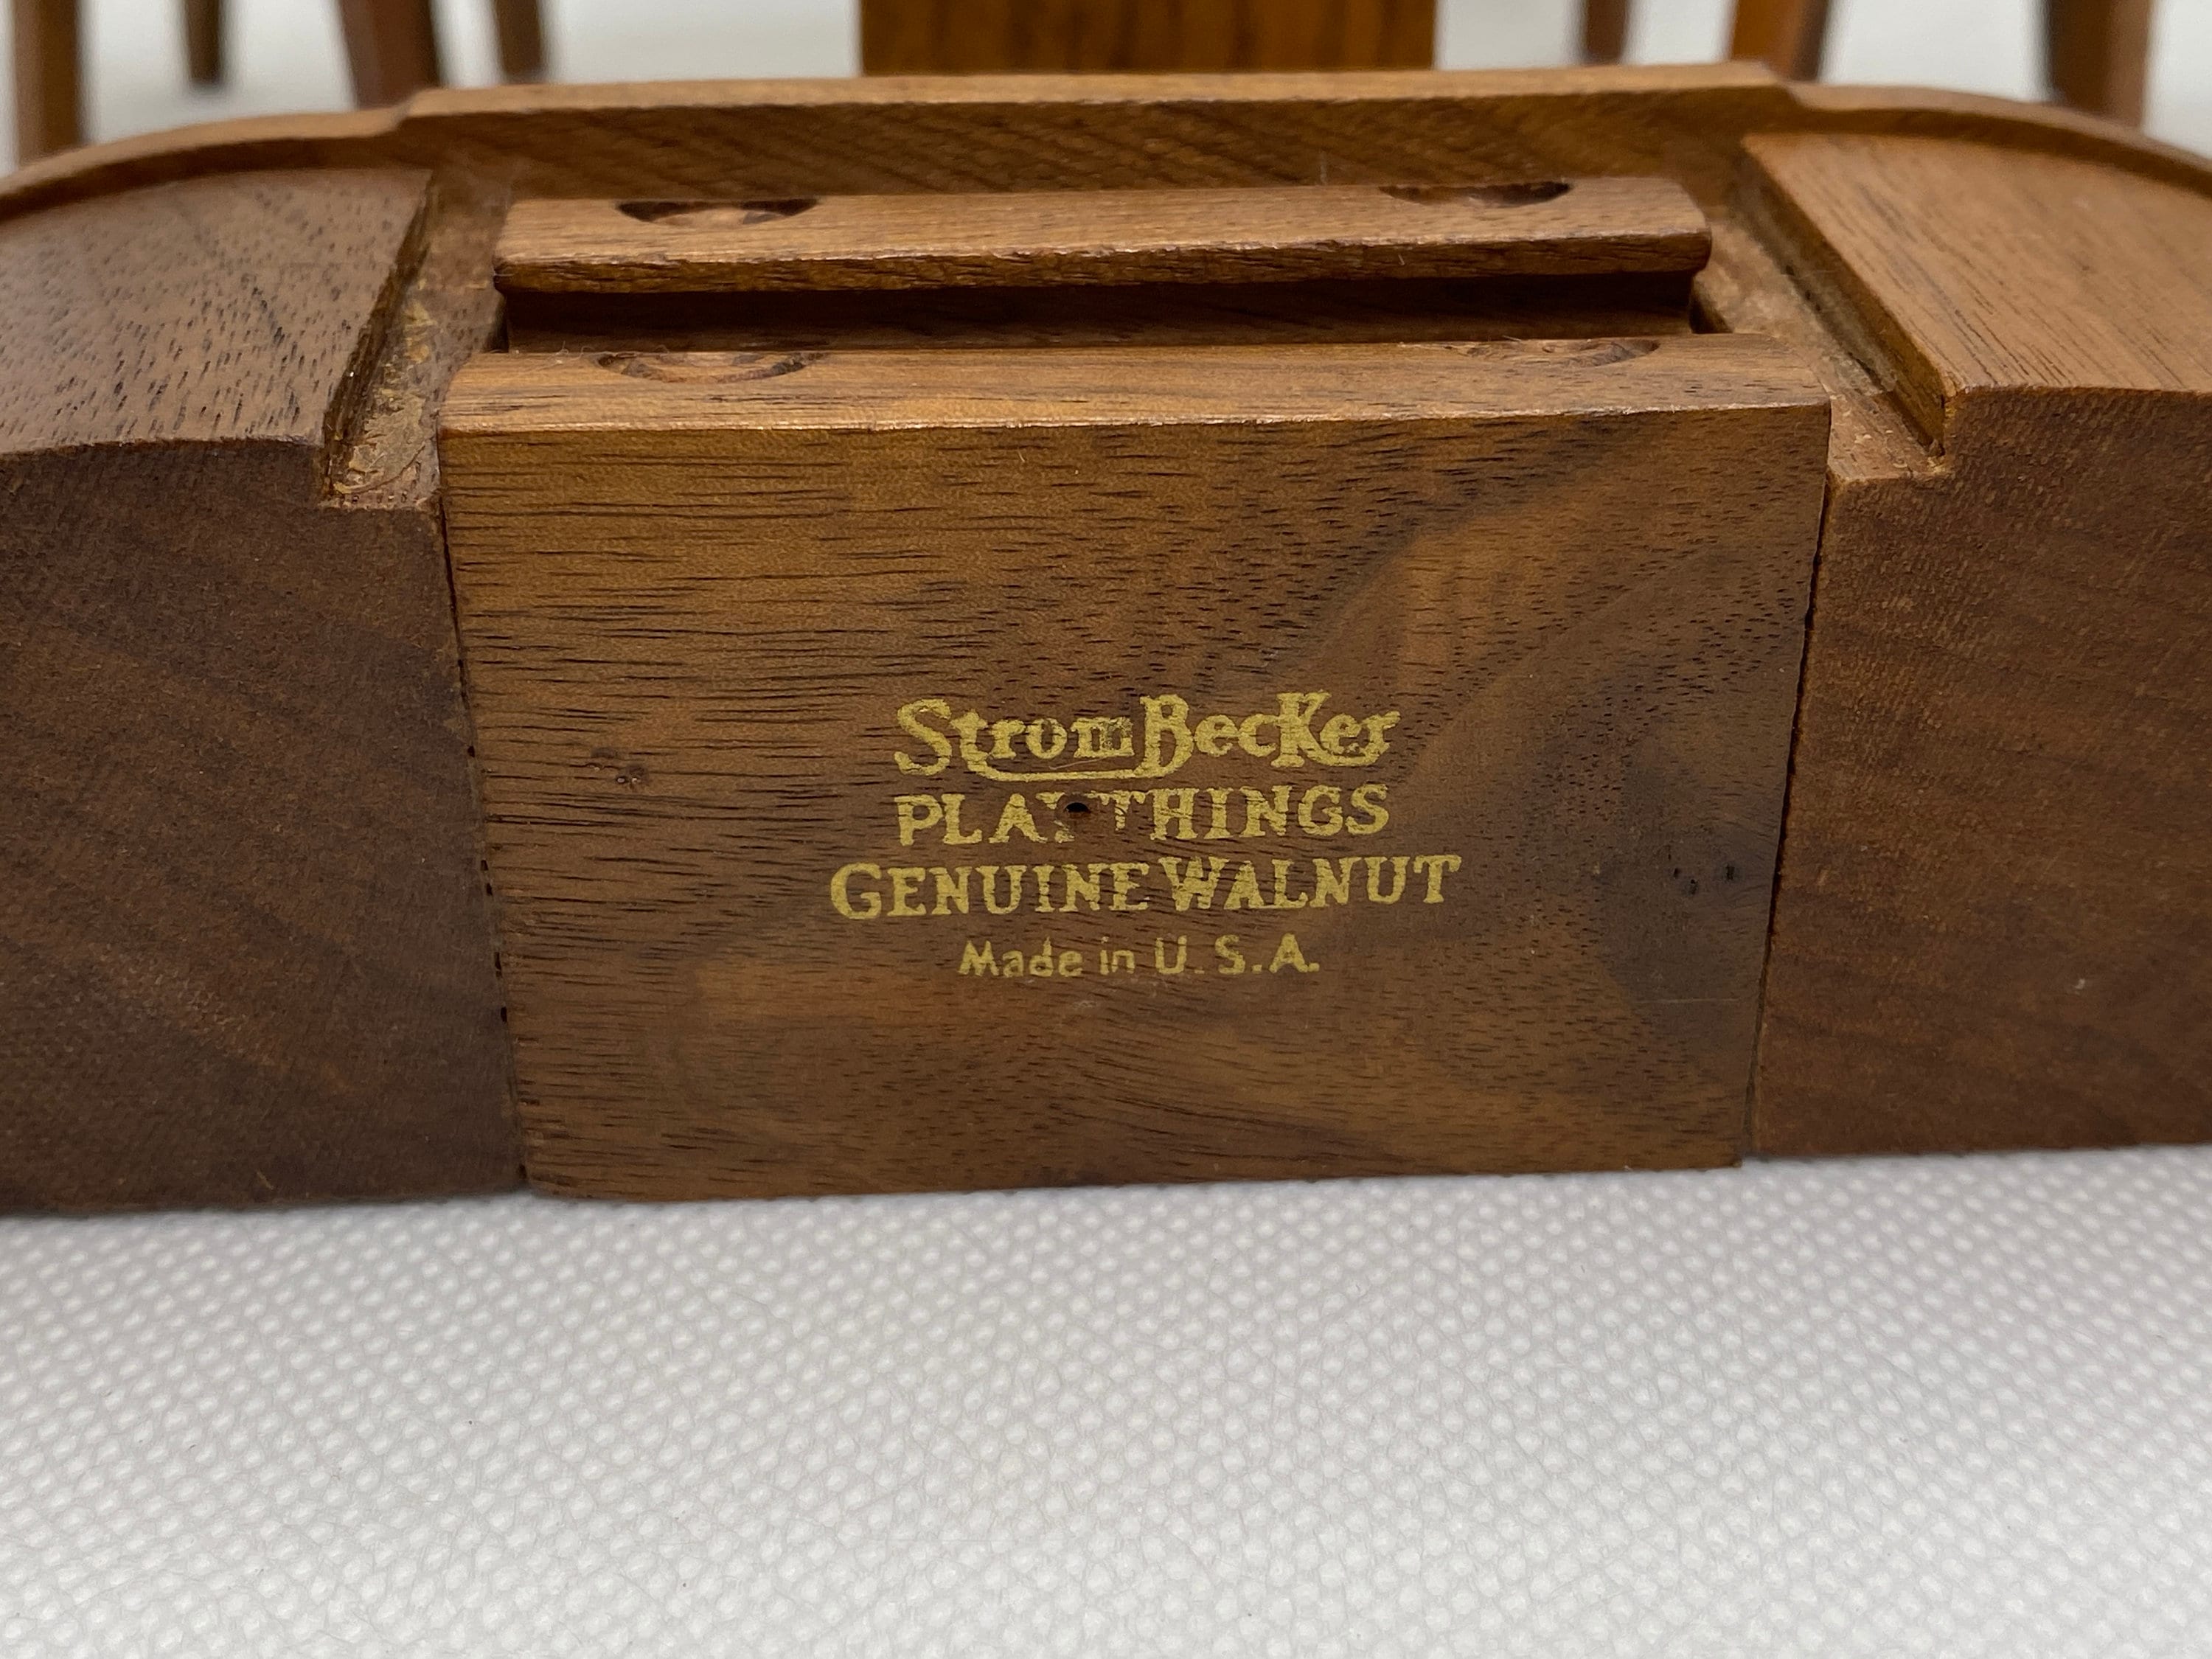 StromBecKer
PLAYTHINGS
GENUINE WALNUT
Made in U.S.A.